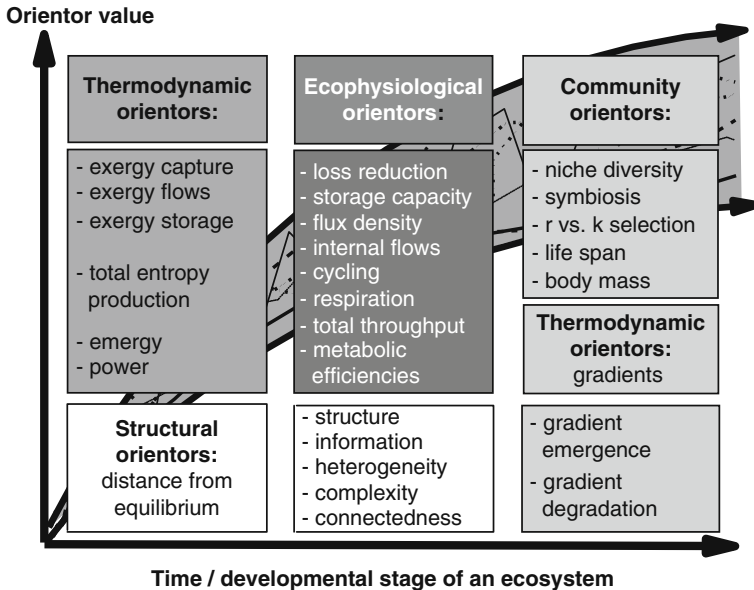 Orientor value
Thermodynamic
orientors:
- exergy capture
- exergy flows
- exergy storage
- total entropy
production
- emergy
- power
Structural
orientors:
distance from
equilibrium
Ecophysiological
orientors:
- loss reduction
- storage capacity
- flux density
- internal flows
- cycling
- respiration
- total throughput
- metabolic
efficiencies
- structure
- information
- heterogeneity
- complexity
- connectedness
Community
orientors:
- niche diversity
- symbiosis
- r vs. k selection
- life span
- body mass
Thermodynamic
orientors:
gradients
- gradient
emergence
- gradient
degradation
Time / developmental stage of an ecosystem